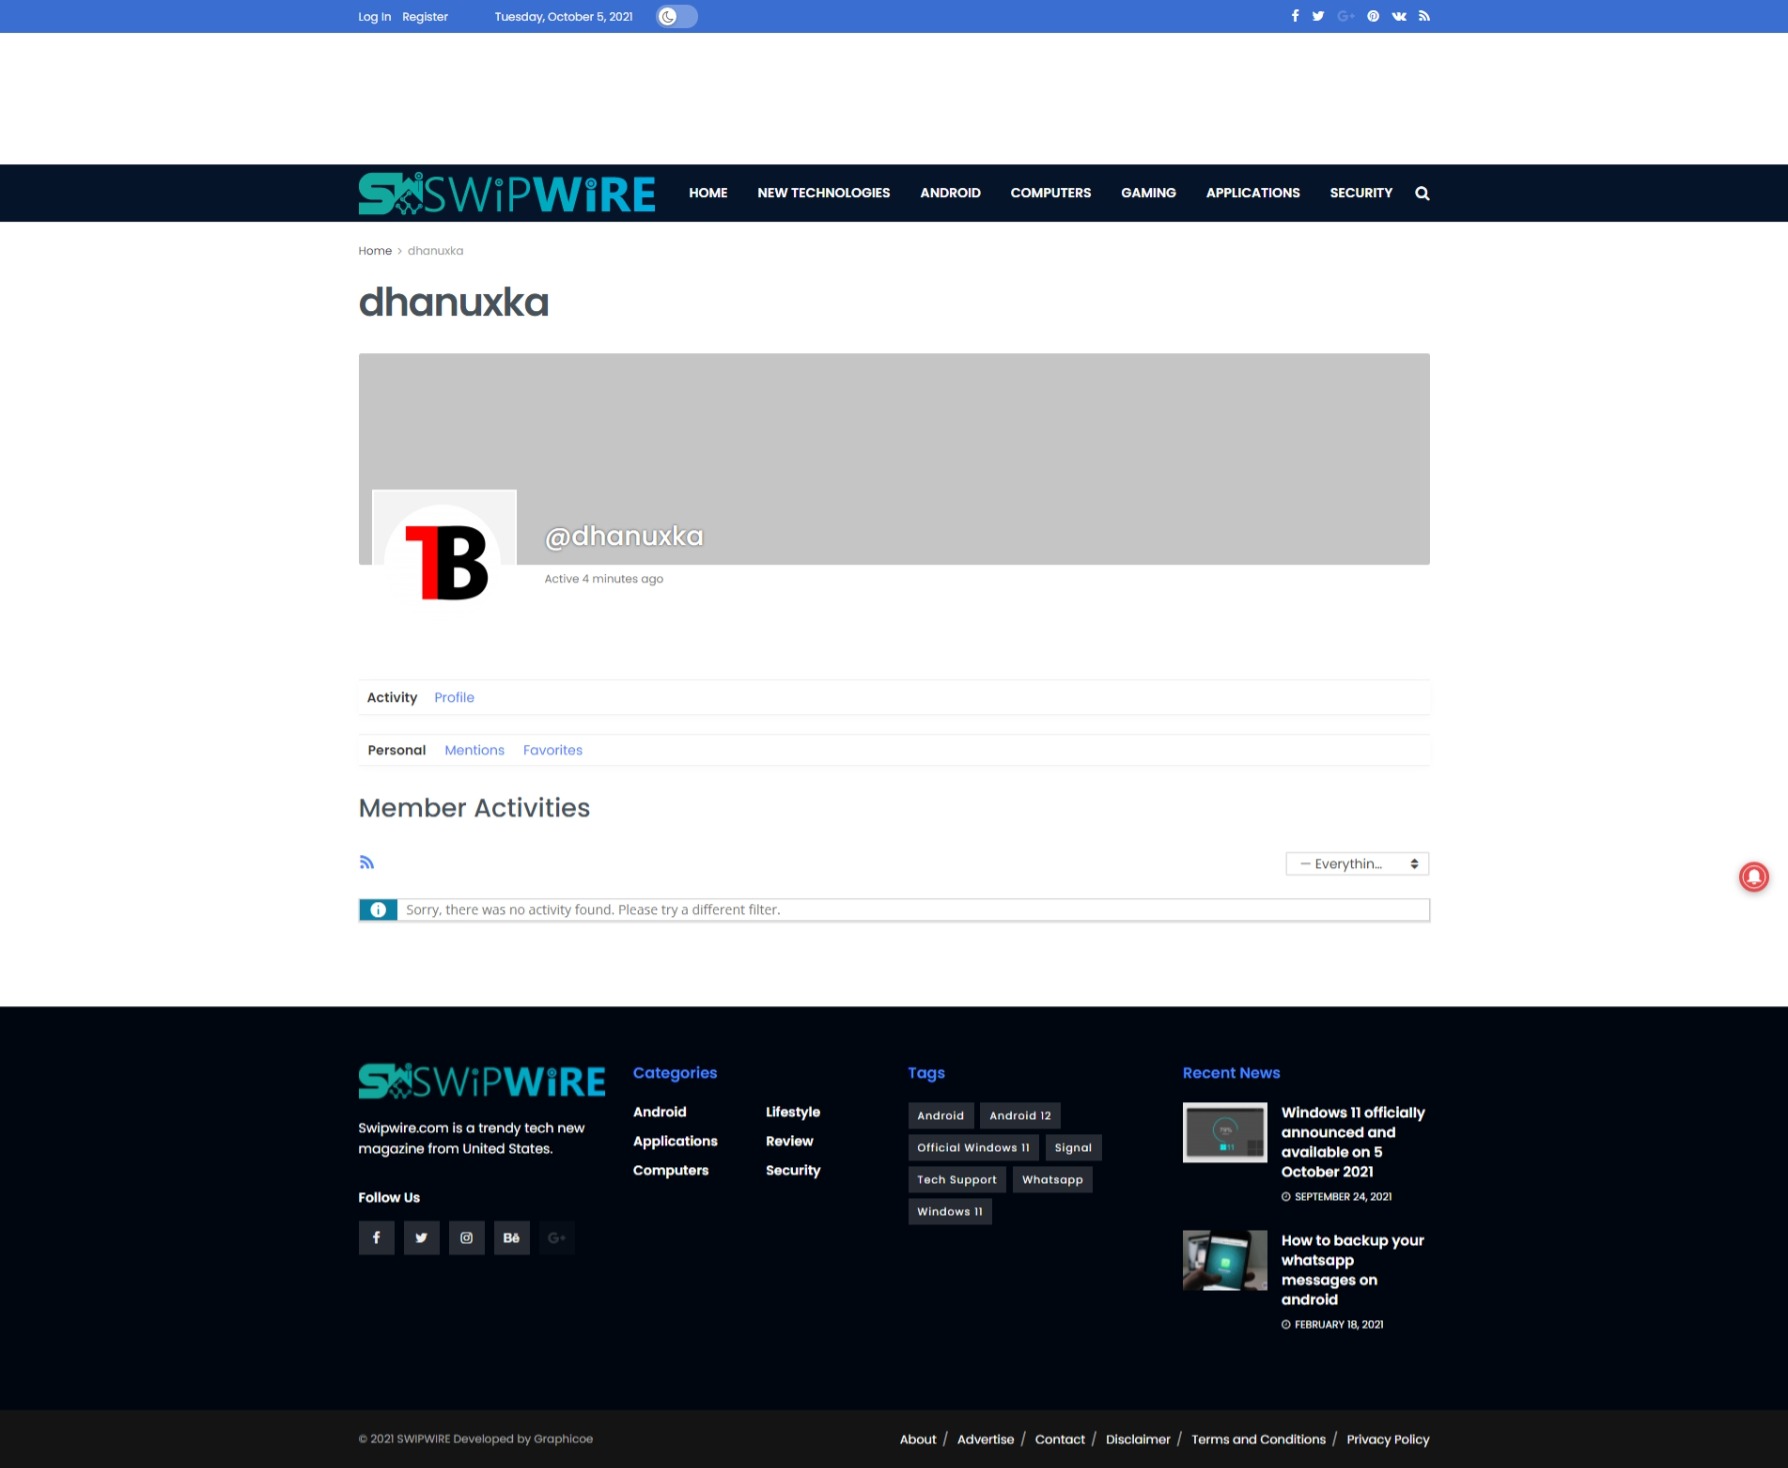 Log In Register Tuesday, October 5, 2021
SWiPWiRE HOME NEW TECHNOLOGIES ANDROID COMPUTERS GAMING APPLICATIONS SECURITY
Home > dhanuxka
dhanuxka
@dhanuxka
TB
Active 4 minutes ago
Activity Profile
Personal Mentions Favorites
Member Activities
— Everythin...
Sorry, there was no activity found. Please try a different filter.
SWiPWiRE
Swipwire.com is a trendy tech new
magazine from United States.
Follow Us
Bē G+
Categories
Android Lifestyle
Applications Review
Computers Security
Tags
Android Android 12
Official Windows 11 Signal
Tech Support Whatsapp
Windows 11
Recent News
Windows 11 officially
announced and
available on 5
October 2021
SEPTEMBER 24, 2021
How to backup your
whatsapp
messages on
android
FEBRUARY 18, 2021
© 2021 SWIPWIRE Developed by Graphicoe
About / Advertise / Contact / Disclaimer / Terms and Conditions / Privacy Policy